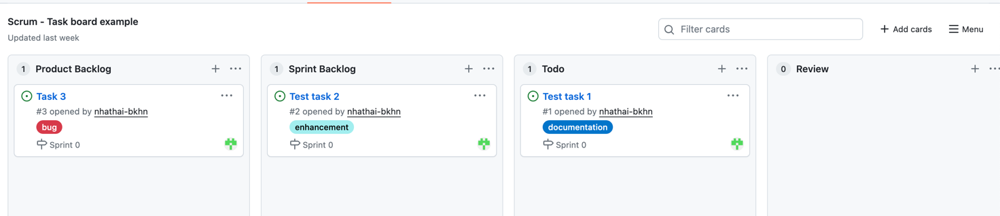 Scrum - Task board example
Updated last week
Filter cards
Add cards
Menu
1 Product Backlog
Task 3
#3 opened by nhathai-bkhn
bug
Sprint 0
1 Sprint Backlog
Test task 2
#2 opened by nhathai-bkhn
enhancement
Sprint 0
1 Todo
Test task 1
#1 opened by nhathai-bkhn
documentation
Sprint 0
0 Review